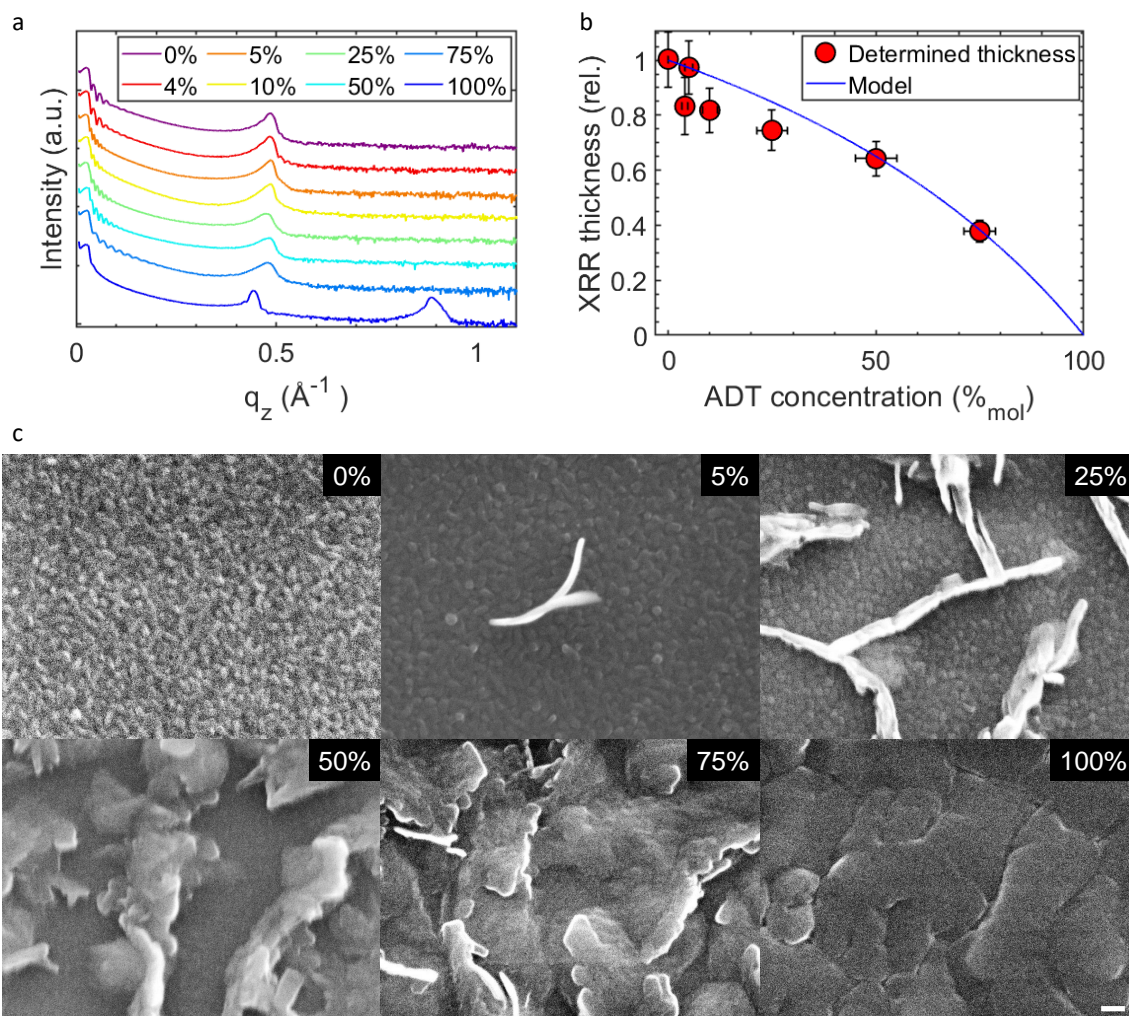 a
0% 5% 25% 75%
4% 10% 50% 100%
Intensity (a.u.)
0 0.5 1
q_z (Å^-1 )
b
Determined thickness
Model
XRR thickness (rel.)
1
0.8
0.6
0.4
0.2
0
0 50 100
ADT concentration (%_mol)
c
0% 5% 25%
50% 75% 100%